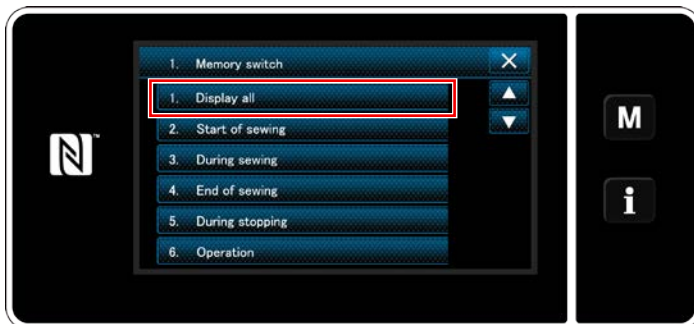 1. Memory switch
1. Display all
2. Start of sewing
3. During sewing
4. End of sewing
5. During stopping
6. Operation
N
M
i